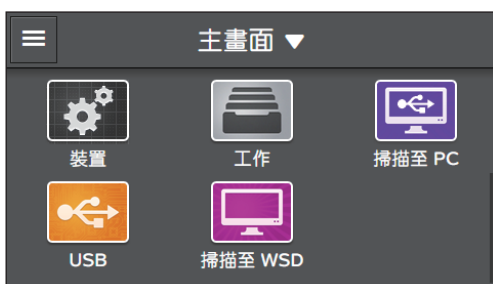 主畫面 ▼
裝置
工作
掃描至 PC
USB
掃描至 WSD